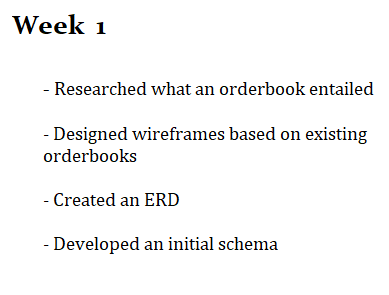 Week 1
- Researched what an orderbook entailed
- Designed wireframes based on existing
orderbooks
- Created an ERD
- Developed an initial schema